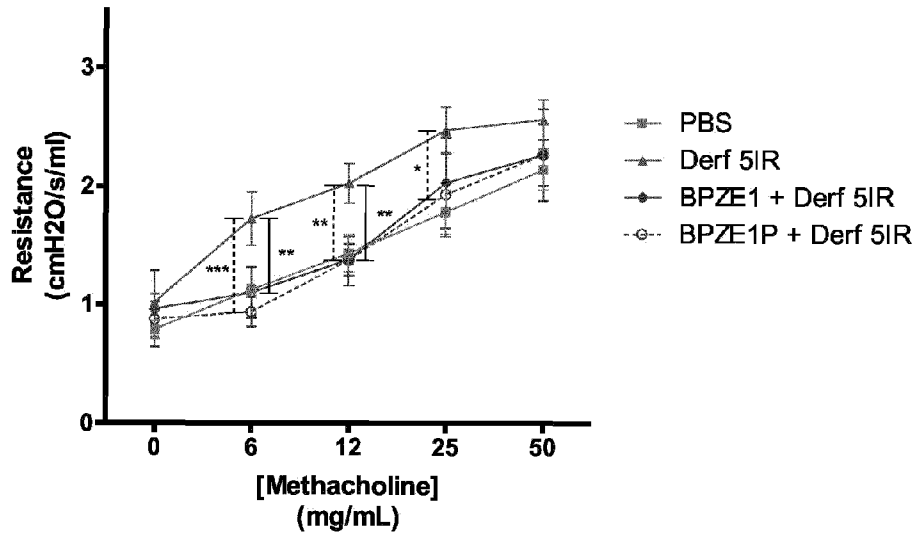 3
2
1
0
Resistance
(cmH2O/s/ml)
***
**
**
**
*
0 6 12 25 50
[Methacholine]
(mg/mL)
PBS
Derf 5IR
BPZE1 + Derf 5IR
BPZE1P + Derf 5IR